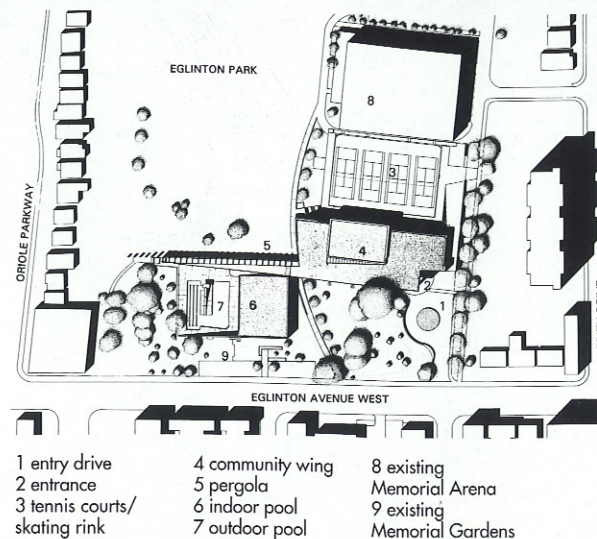 EGLINTON PARK
8
3
ORIOLE PARKWAY
5
4
2
7
6
1
9
EGLINTON AVENUE WEST
1 entry drive
2 entrance
3 tennis courts/
skating rink
4 community wing
5 pergola
6 indoor pool
7 outdoor pool
8 existing
Memorial Arena
9 existing
Memorial Gardens